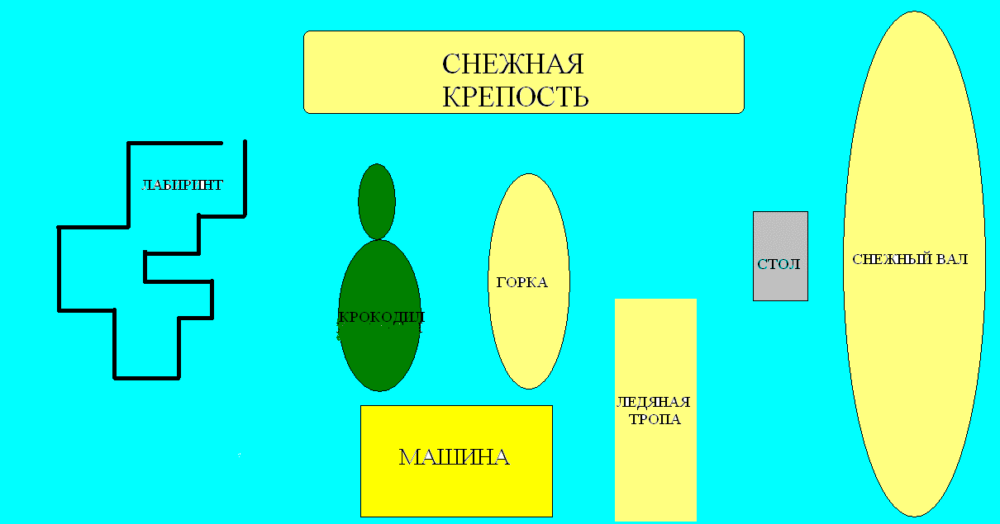 СНЕЖНАЯ
КРЕПОСТЬ
ЛАБИРИНТ
КРОКОДИЛ
ГОРКА
СТОЛ
СНЕЖНЫЙ ВАЛ
ЛЕДЯНАЯ
ТРОПА
МАШИНА